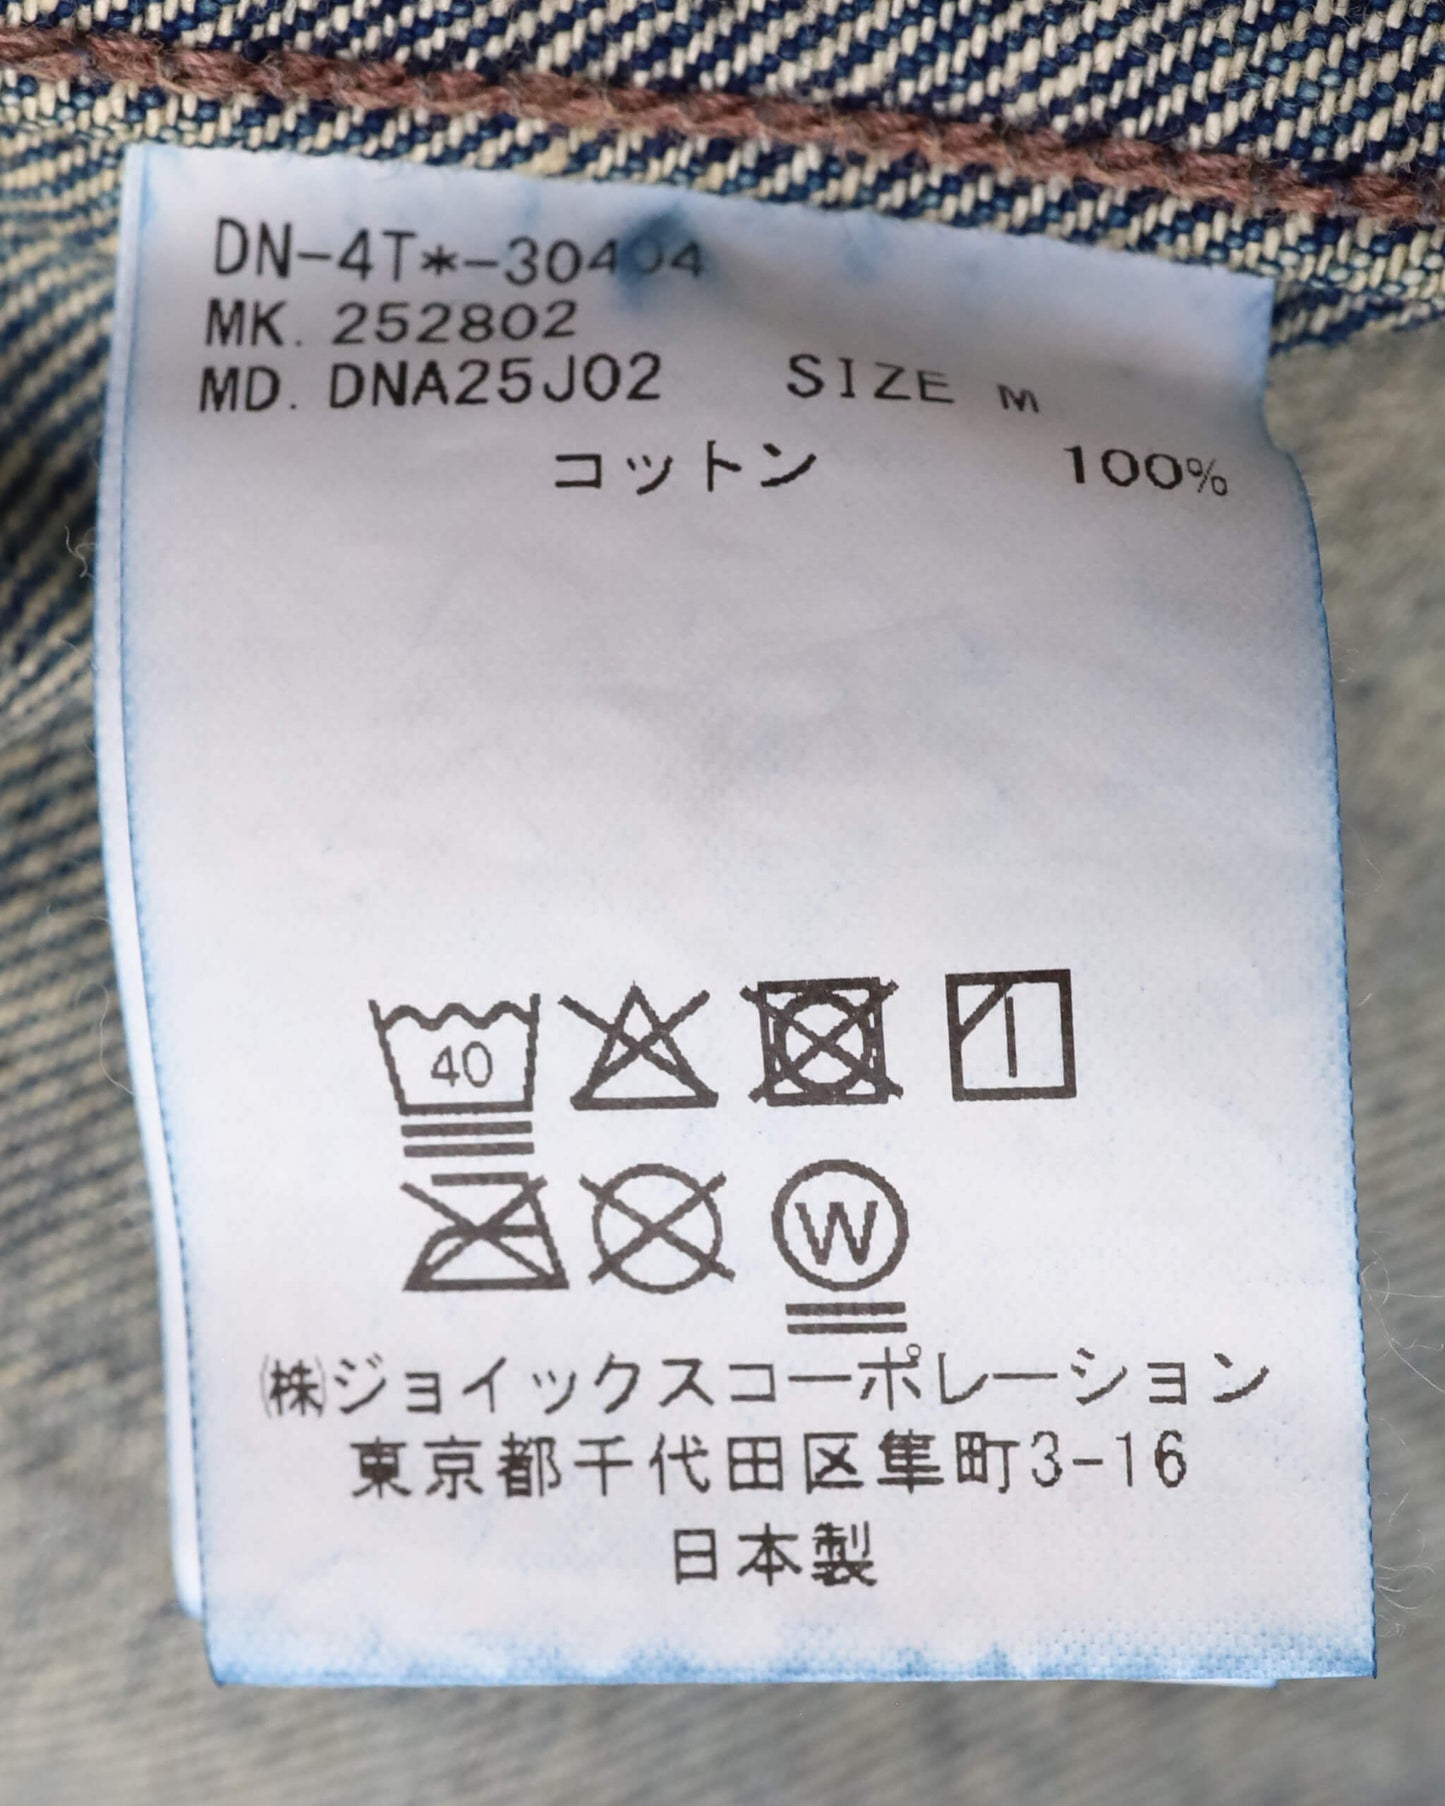 DN-4T*-30404
MK. 252802
MD. DNA25J02 SIZE M
コットン 100%
40
W
㈱ジョイックスコーポレーション
東京都千代田区隼町3-16
日本製